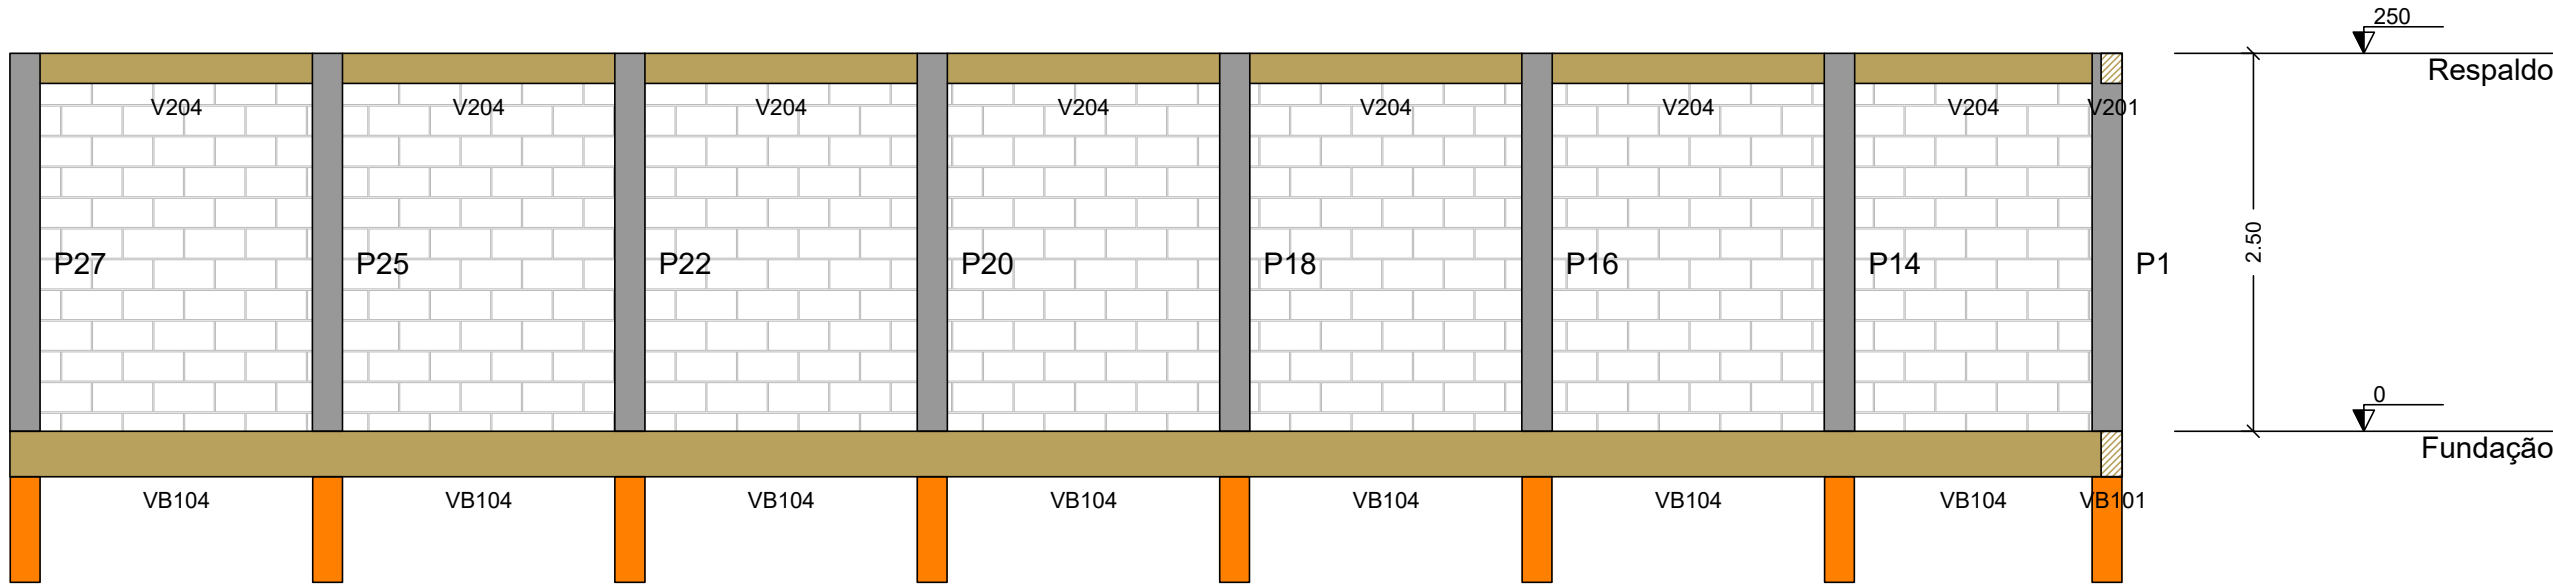 250
Respaldo
V204 V204 V204 V204 V204 V204 V204 V201
2.50
P27 P25 P22 P20 P18 P16 P14 P1
0
Fundação
VB104 VB104 VB104 VB104 VB104 VB104 VB104 VB101